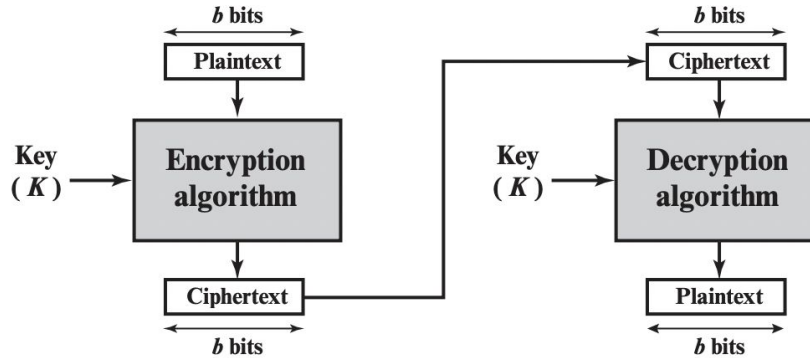 b bits
Plaintext
Key
( K )
Encryption
algorithm
Ciphertext
b bits
b bits
Ciphertext
Key
( K )
Decryption
algorithm
Plaintext
b bits